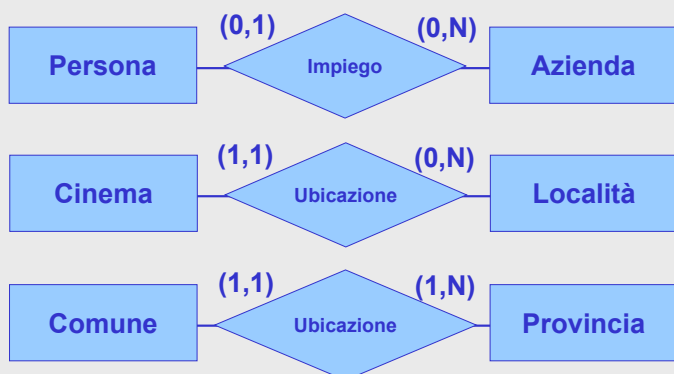 (0,1) (0,N)
Persona Impiego Azienda
(1,1) (0,N)
Cinema Ubicazione Località
(1,1) (1,N)
Comune Ubicazione Provincia